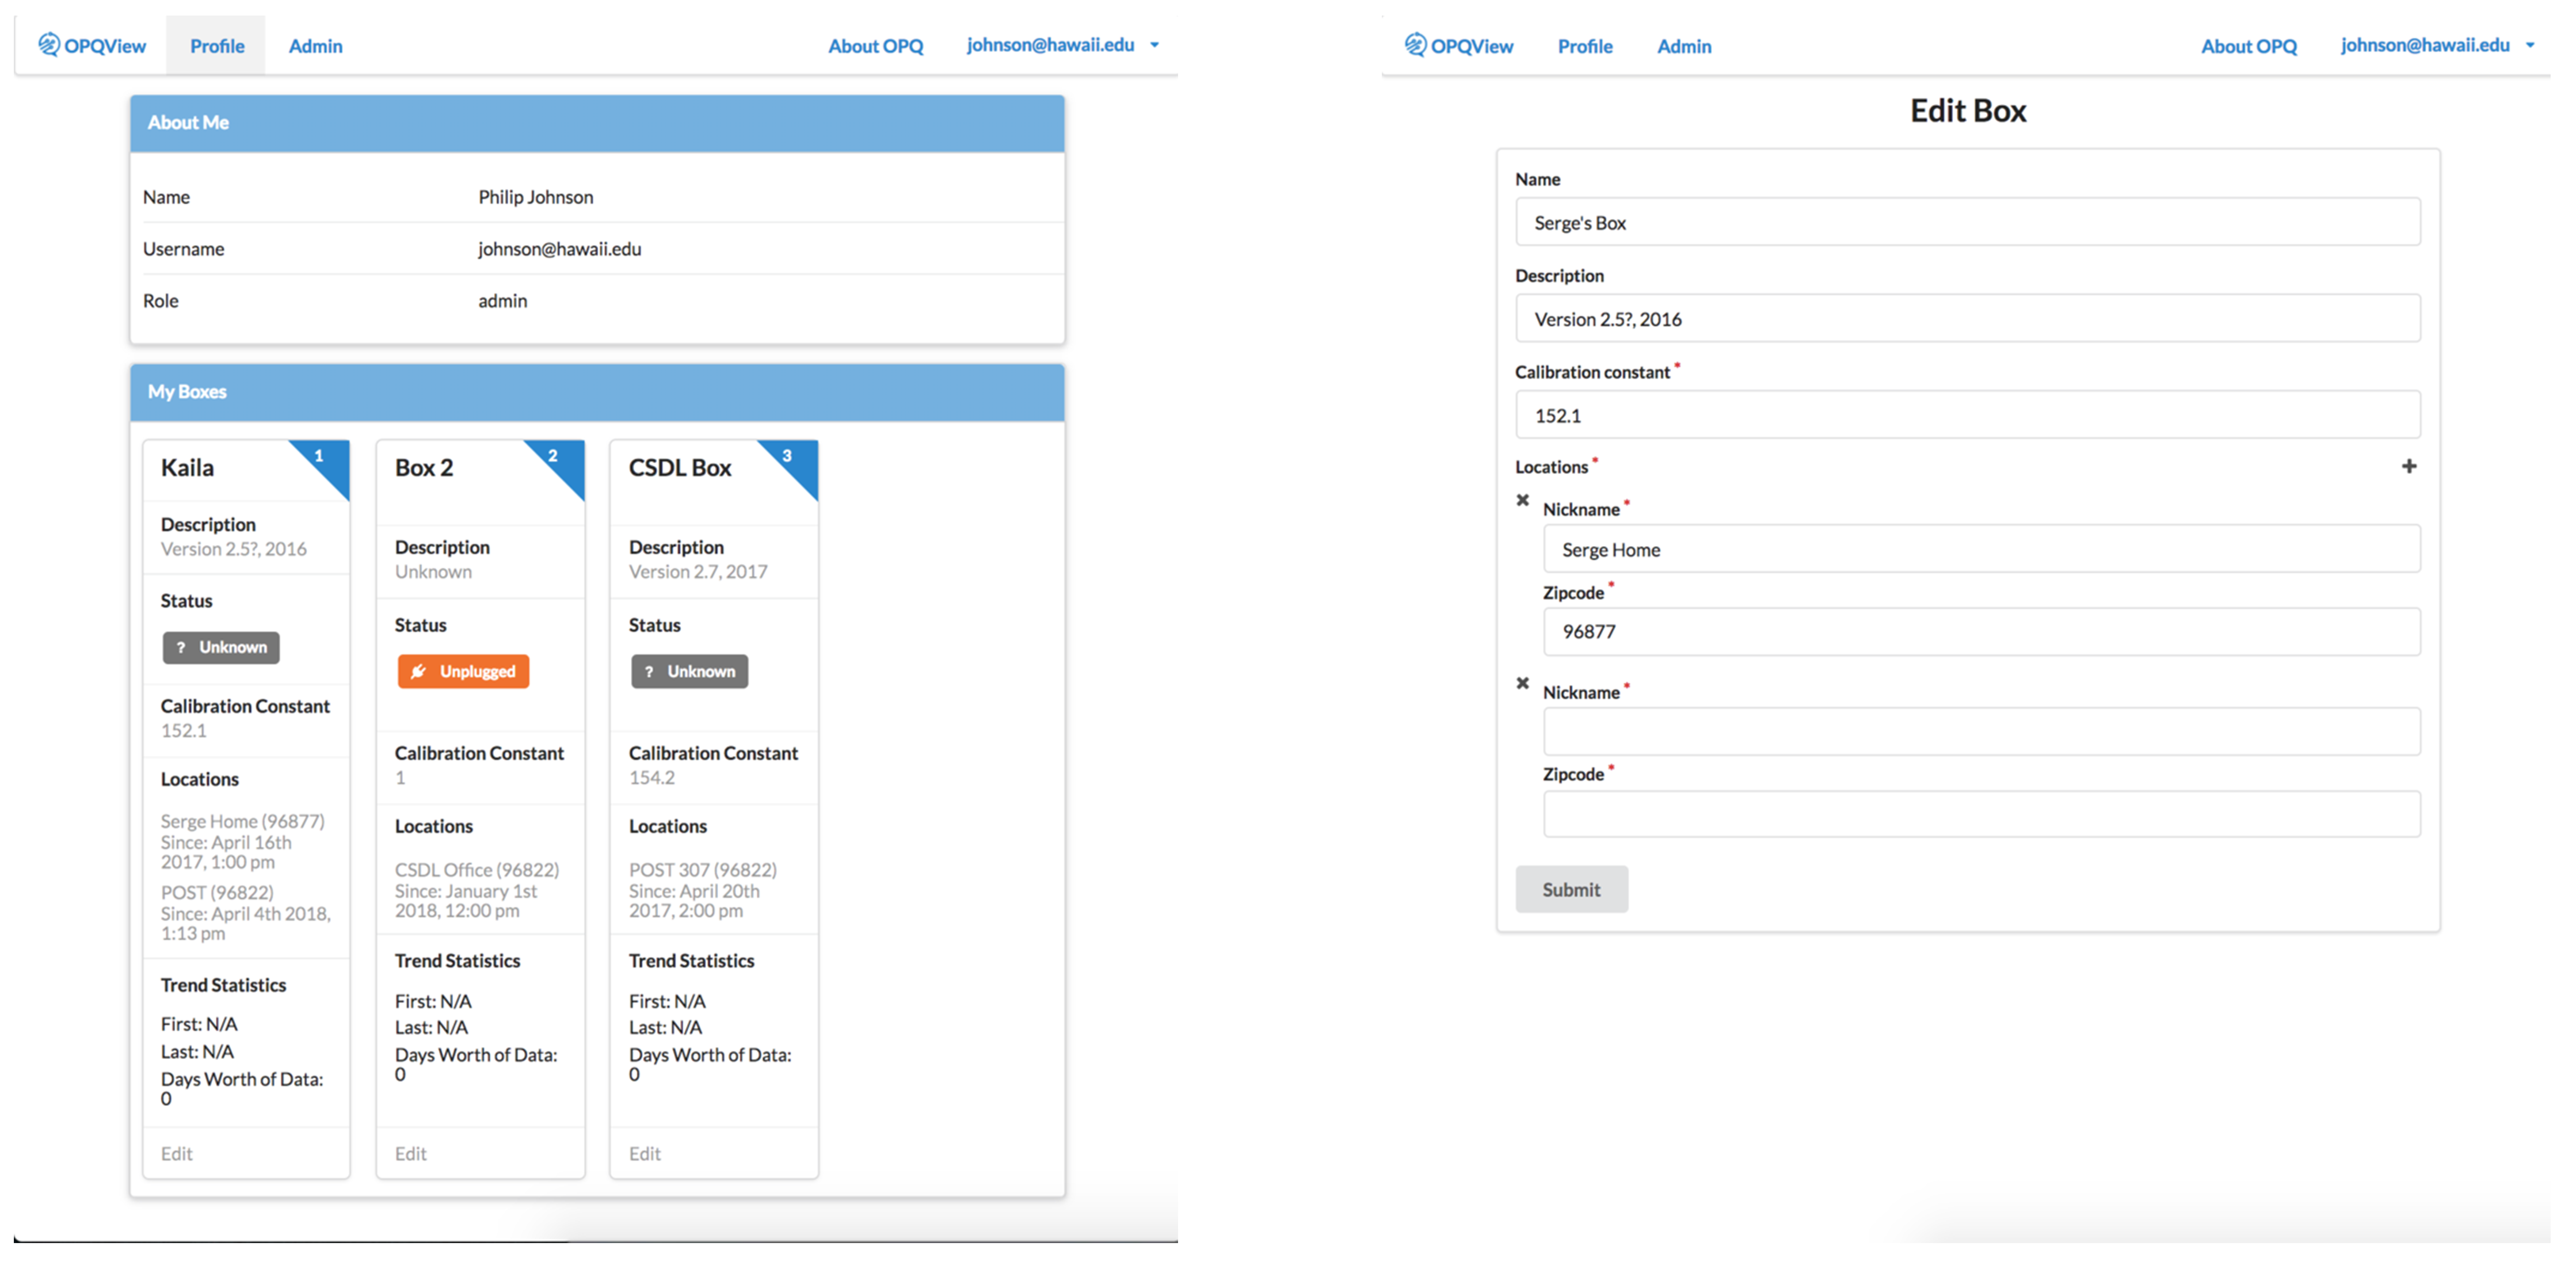 OPQView Profile Admin About OPQ johnson@hawaii.edu
About Me
Name Philip Johnson
Username johnson@hawaii.edu
Role admin
My Boxes
Kaila 1
Description
Version 2.5?, 2016
Status
? Unknown
Calibration Constant
152.1
Locations
Serge Home (96877)
Since: April 16th
2017, 1:00 pm
POST (96822)
Since: April 4th 2018,
1:13 pm
Trend Statistics
First: N/A
Last: N/A
Days Worth of Data:
0
Edit
Box 2 2
Description
Unknown
Status
Unplugged
Calibration Constant
1
Locations
CSDL Office (96822)
Since: January 1st
2018, 12:00 pm
Trend Statistics
First: N/A
Last: N/A
Days Worth of Data:
0
Edit
CSDL Box 3
Description
Version 2.7, 2017
Status
? Unknown
Calibration Constant
154.2
Locations
POST 307 (96822)
Since: April 20th
2017, 2:00 pm
Trend Statistics
First: N/A
Last: N/A
Days Worth of Data:
0
Edit
OPQView Profile Admin About OPQ johnson@hawaii.edu
Edit Box
Name
Serge's Box
Description
Version 2.5?, 2016
Calibration constant *
152.1
Locations *
Nickname *
Serge Home
Zipcode *
96877
Nickname *
Zipcode *
Submit